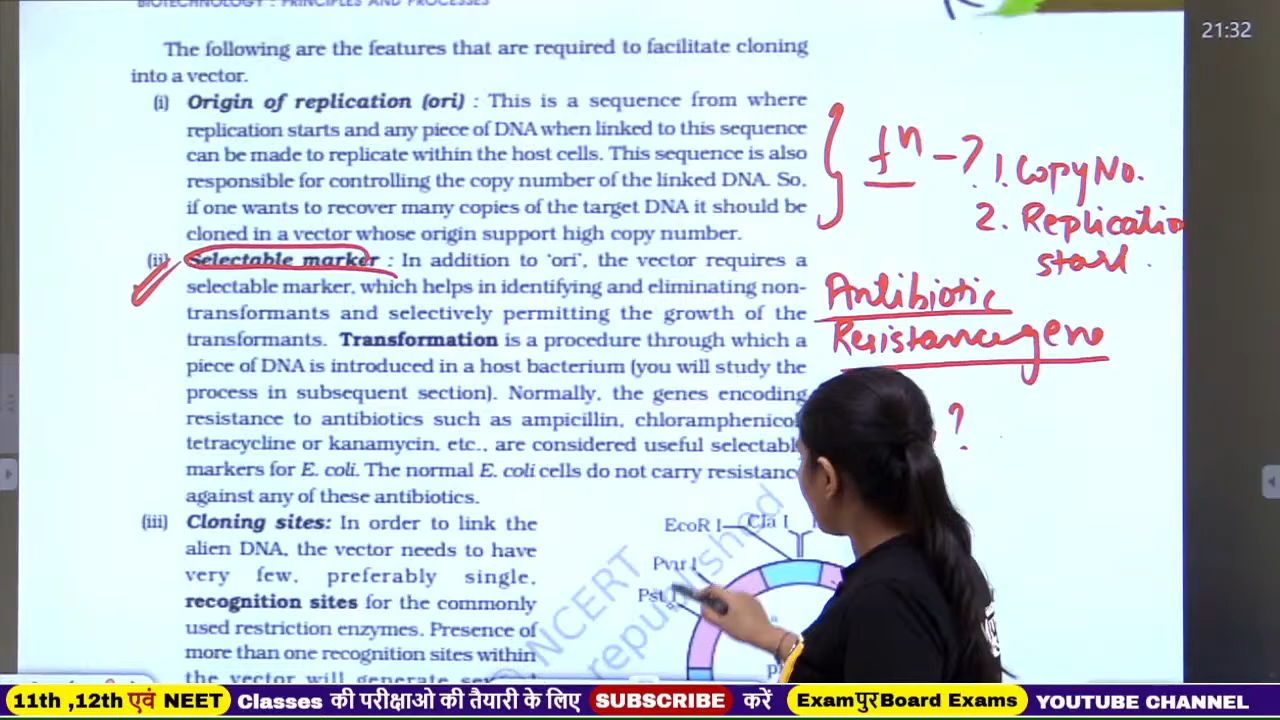 BIOTECHNOLOGY : PRINCIPLES AND PROCESSES
21:32
The following are the features that are required to facilitate cloning
into a vector.
(i) Origin of replication (ori) : This is a sequence from where
replication starts and any piece of DNA when linked to this sequence
can be made to replicate within the host cells. This sequence is also
responsible for controlling the copy number of the linked DNA. So,
if one wants to recover many copies of the target DNA it should be
cloned in a vector whose origin support high copy number.
(ii) Selectable marker : In addition to 'ori', the vector requires a
selectable marker, which helps in identifying and eliminating non-
transformants and selectively permitting the growth of the
transformants. Transformation is a procedure through which a
piece of DNA is introduced in a host bacterium (you will study the
process in subsequent section). Normally, the genes encoding
resistance to antibiotics such as ampicillin, chloramphenicol
tetracycline or kanamycin, etc., are considered useful selectabl
markers for E. coli. The normal E. coli cells do not carry resistanc
against any of these antibiotics.
(iii) Cloning sites: In order to link the
alien DNA, the vector needs to have
very few, preferably single,
recognition sites for the commonly
used restriction enzymes. Presence of
more than one recognition sites within
the vector will generate
fn – ? 1. Copy No.
2. Replication
start.
Antibiotic
Resistance gene
?
EcoR I
Cla I
Pvu I
Pst I
© NCERT
republished
11th ,12th एवं NEET Classes की परीक्षाओ की तैयारी के लिए SUBSCRIBE करें Examपुर Board Exams YOUTUBE CHANNEL